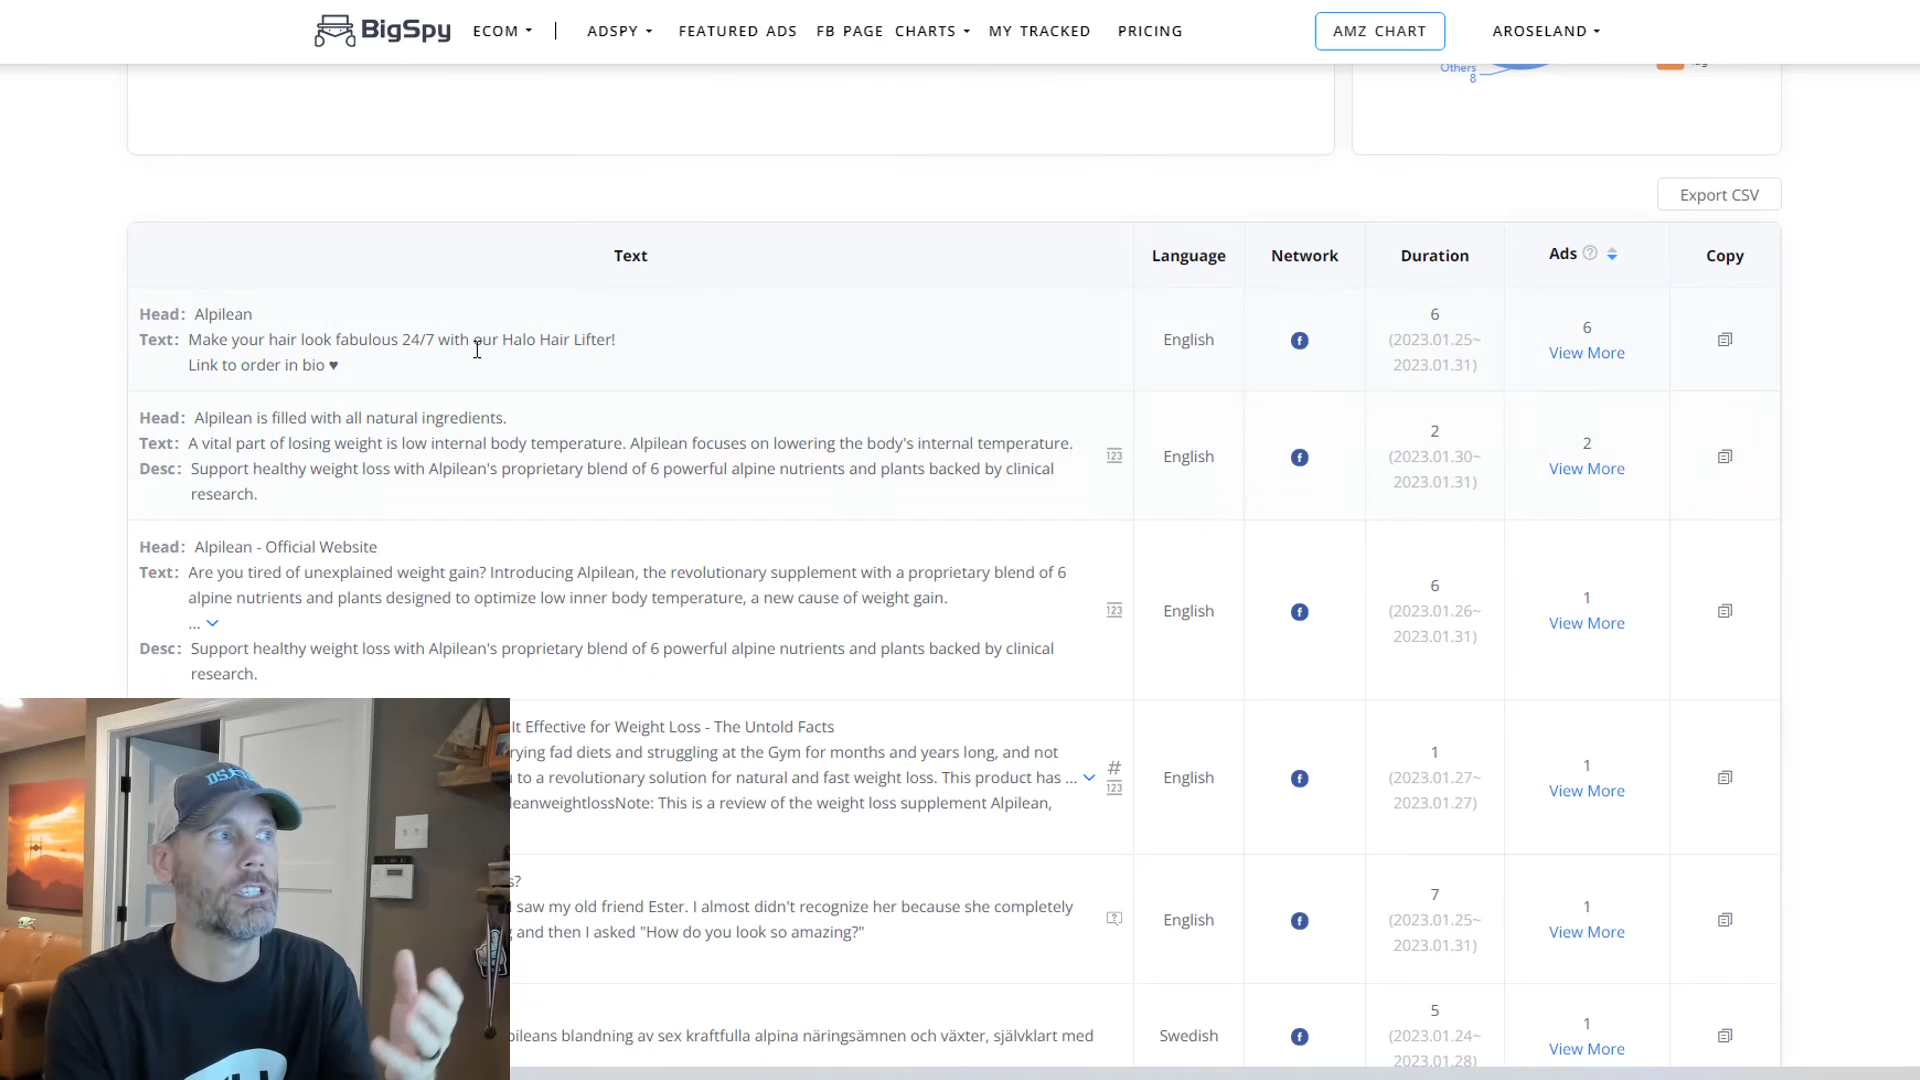 BigSpy
ECOM
ADSPY
FEATURED ADS
FB PAGE CHARTS
MY TRACKED
PRICING
AMZ CHART
AROSELAND
Others
8
Export CSV
Text
Language
Network
Duration
Ads
Copy
Head: Alpilean
Text: Make your hair look fabulous 24/7 with our Halo Hair Lifter!
Link to order in bio ♥
English
6
(2023.01.25~
2023.01.31)
6
View More
Head: Alpilean is filled with all natural ingredients.
Text: A vital part of losing weight is low internal body temperature. Alpilean focuses on lowering the body's internal temperature.
Desc: Support healthy weight loss with Alpilean's proprietary blend of 6 powerful alpine nutrients and plants backed by clinical
research.
123
English
2
(2023.01.30~
2023.01.31)
2
View More
Head: Alpilean - Official Website
Text: Are you tired of unexplained weight gain? Introducing Alpilean, the revolutionary supplement with a proprietary blend of 6
alpine nutrients and plants designed to optimize low inner body temperature, a new cause of weight gain.
...
Desc: Support healthy weight loss with Alpilean's proprietary blend of 6 powerful alpine nutrients and plants backed by clinical
research.
123
English
6
(2023.01.26~
2023.01.31)
1
View More
It Effective for Weight Loss - The Untold Facts
rying fad diets and struggling at the Gym for months and years long, and not
to a revolutionary solution for natural and fast weight loss. This product has ...
leanweightlossNote: This is a review of the weight loss supplement Alpilean,
#
123
English
1
(2023.01.27~
2023.01.27)
1
View More
s?
I saw my old friend Ester. I almost didn't recognize her because she completely
and then I asked "How do you look so amazing?"
English
7
(2023.01.25~
2023.01.31)
1
View More
pileans blandning av sex kraftfulla alpina näringsämnen och växter, självklart med
Swedish
5
(2023.01.24~
2023.01.28)
1
View More